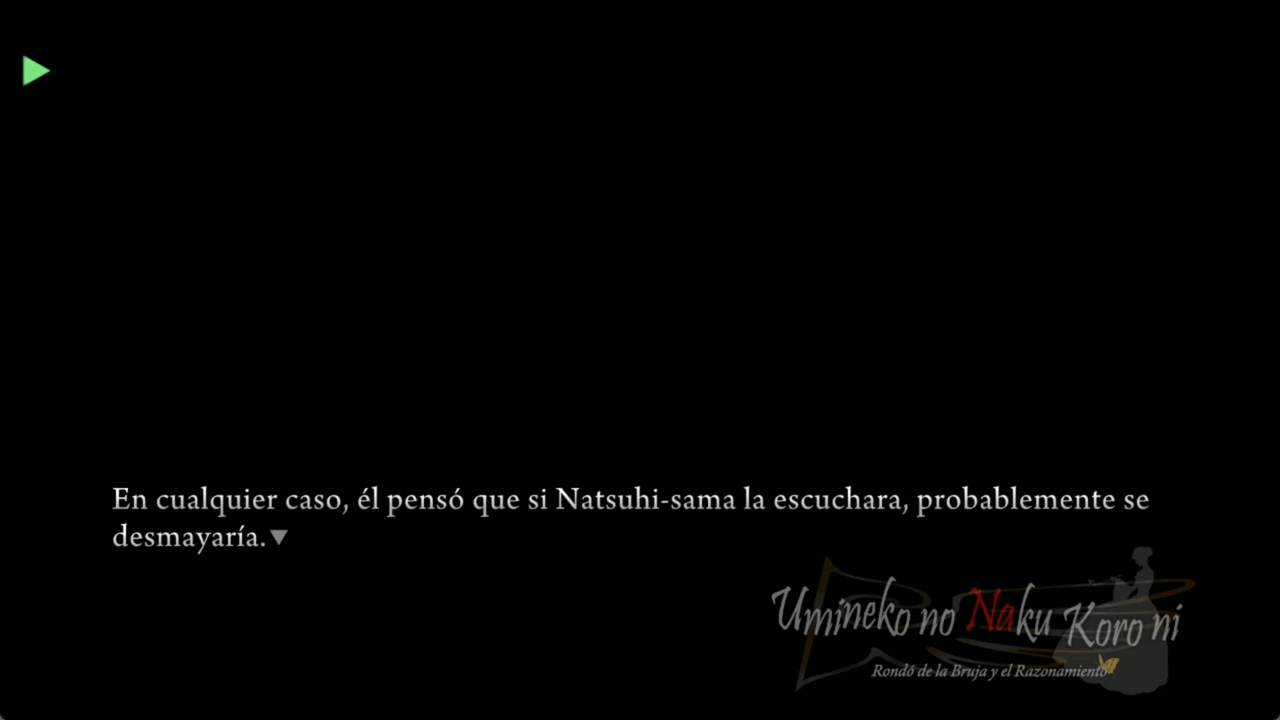 En cualquier caso, él pensó que si Natsuhi-sama la escuchara, probablemente se
desmayaría.
Umineko no Naku Koro ni
Rondó de la Bruja y el Razonamiento